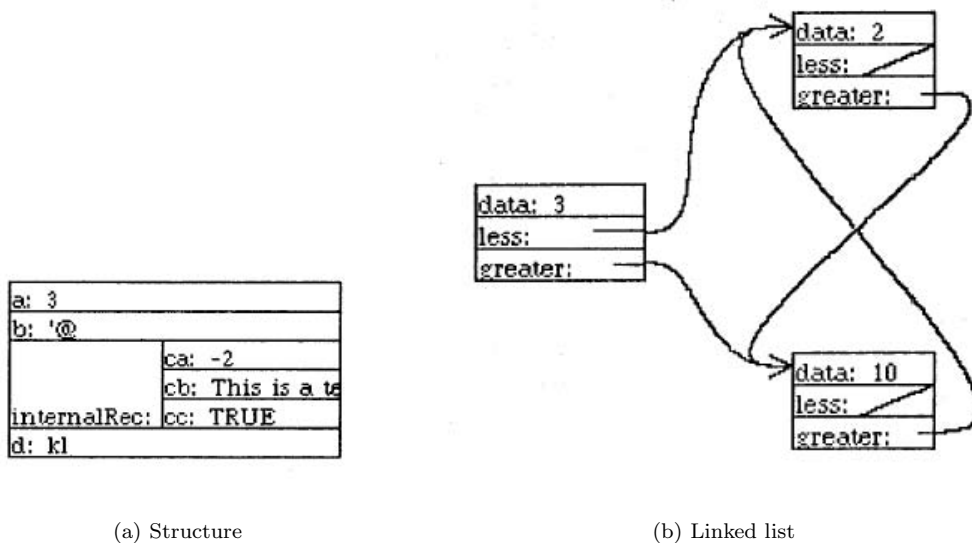 a: 3
b: '@
internalRec:
ca: -2
cb: This is a te
cc: TRUE
d: kl
(a) Structure
data: 3
less:
greater:
data: 2
less:
greater:
data: 10
less:
greater:
(b) Linked list